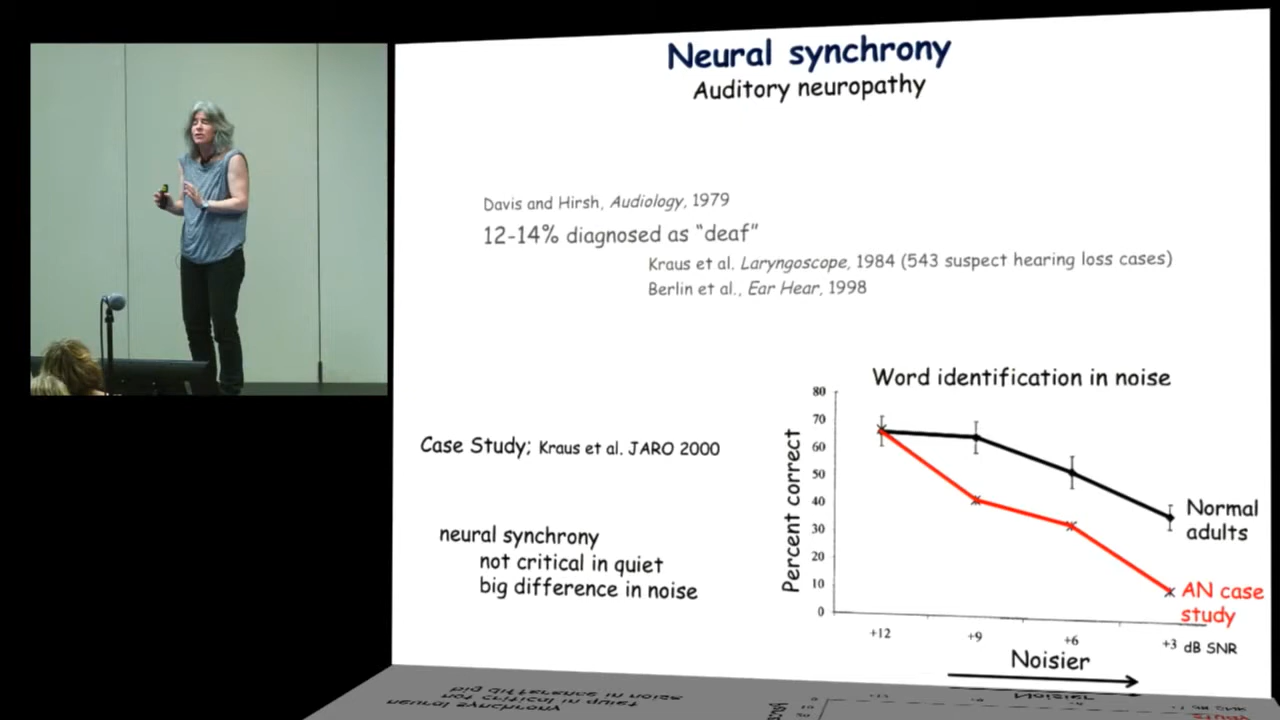 Neural synchrony
Auditory neuropathy
Davis and Hirsh, Audiology, 1979
12-14% diagnosed as "deaf"
Kraus et al. Laryngoscope, 1984 (543 suspect hearing loss cases)
Berlin et al., Ear Hear, 1998
Case Study; Kraus et al. JARO 2000
neural synchrony
not critical in quiet
big difference in noise
Word identification in noise
Percent correct
80
70
60
50
40
30
20
10
0
Normal
adults
AN case
study
+12 +9 +6 +3 dB SNR
Noisier